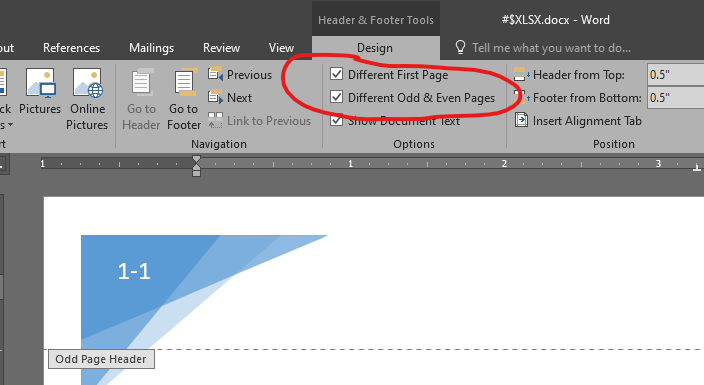 Header & Footer Tools
#$XLSX.docx - Word
out References Mailings Review View Design Tell me what you want to do...
Previous Different First Page Header from Top: 0.5"
Next Different Odd & Even Pages Footer from Bottom: 0.5"
Link to Previous Show Document Text Insert Alignment Tab
ck Pictures Online Pictures Go to Header Go to Footer
rt Navigation Options Position
1 1 2 3
1-1
Odd Page Header